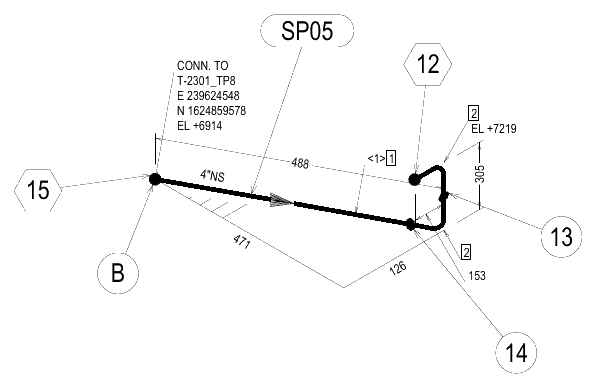 SP05
CONN. TO
T-2301_TP8
E 239624548
N 1624859578
EL +6914
12
2
EL +7219
488
<1> 1
305
15
4"NS
13
471
B
126
2
153
14